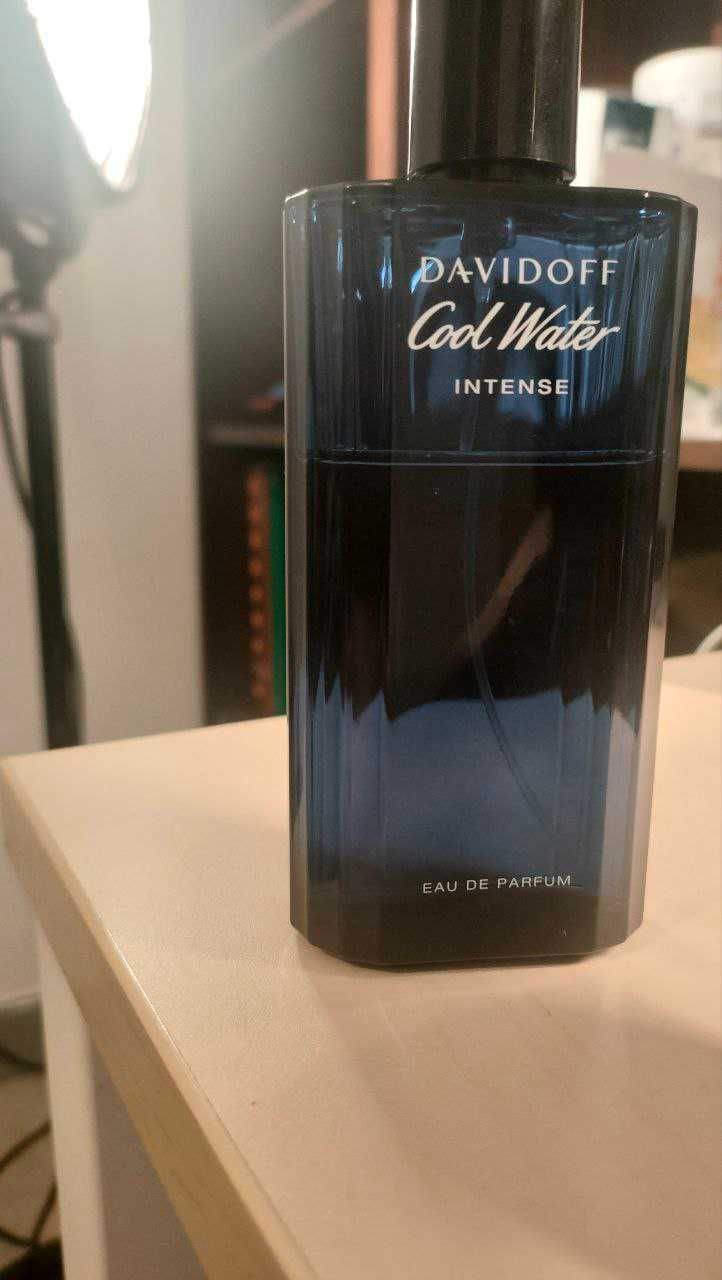 DAVIDOFF
Cool Water
INTENSE
EAU DE PARFUM